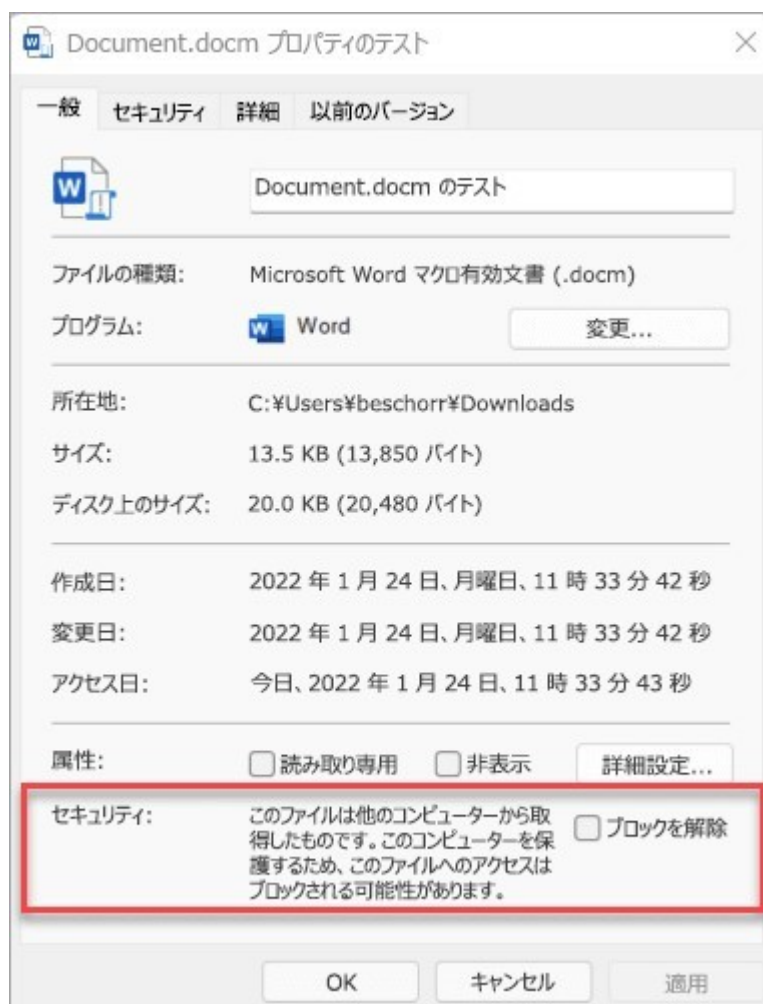 Document.docm プロパティのテスト
一般 セキュリティ 詳細 以前のバージョン
Document.docm のテスト
ファイルの種類: Microsoft Word マクロ有効文書 (.docm)
プログラム: Word 変更...
所在地: C:¥Users¥beschorr¥Downloads
サイズ: 13.5 KB (13,850 バイト)
ディスク上のサイズ: 20.0 KB (20,480 バイト)
作成日: 2022 年 1 月 24 日、月曜日、11 時 33 分 42 秒
変更日: 2022 年 1 月 24 日、月曜日、11 時 33 分 42 秒
アクセス日: 今日、2022 年 1 月 24 日、11 時 33 分 43 秒
属性: 読み取り専用 非表示 詳細設定...
セキュリティ: このファイルは他のコンピューターから取
得したものです。このコンピューターを保
護するため、このファイルへのアクセスは
ブロックされる可能性があります。
ブロックを解除
OK キャンセル 適用